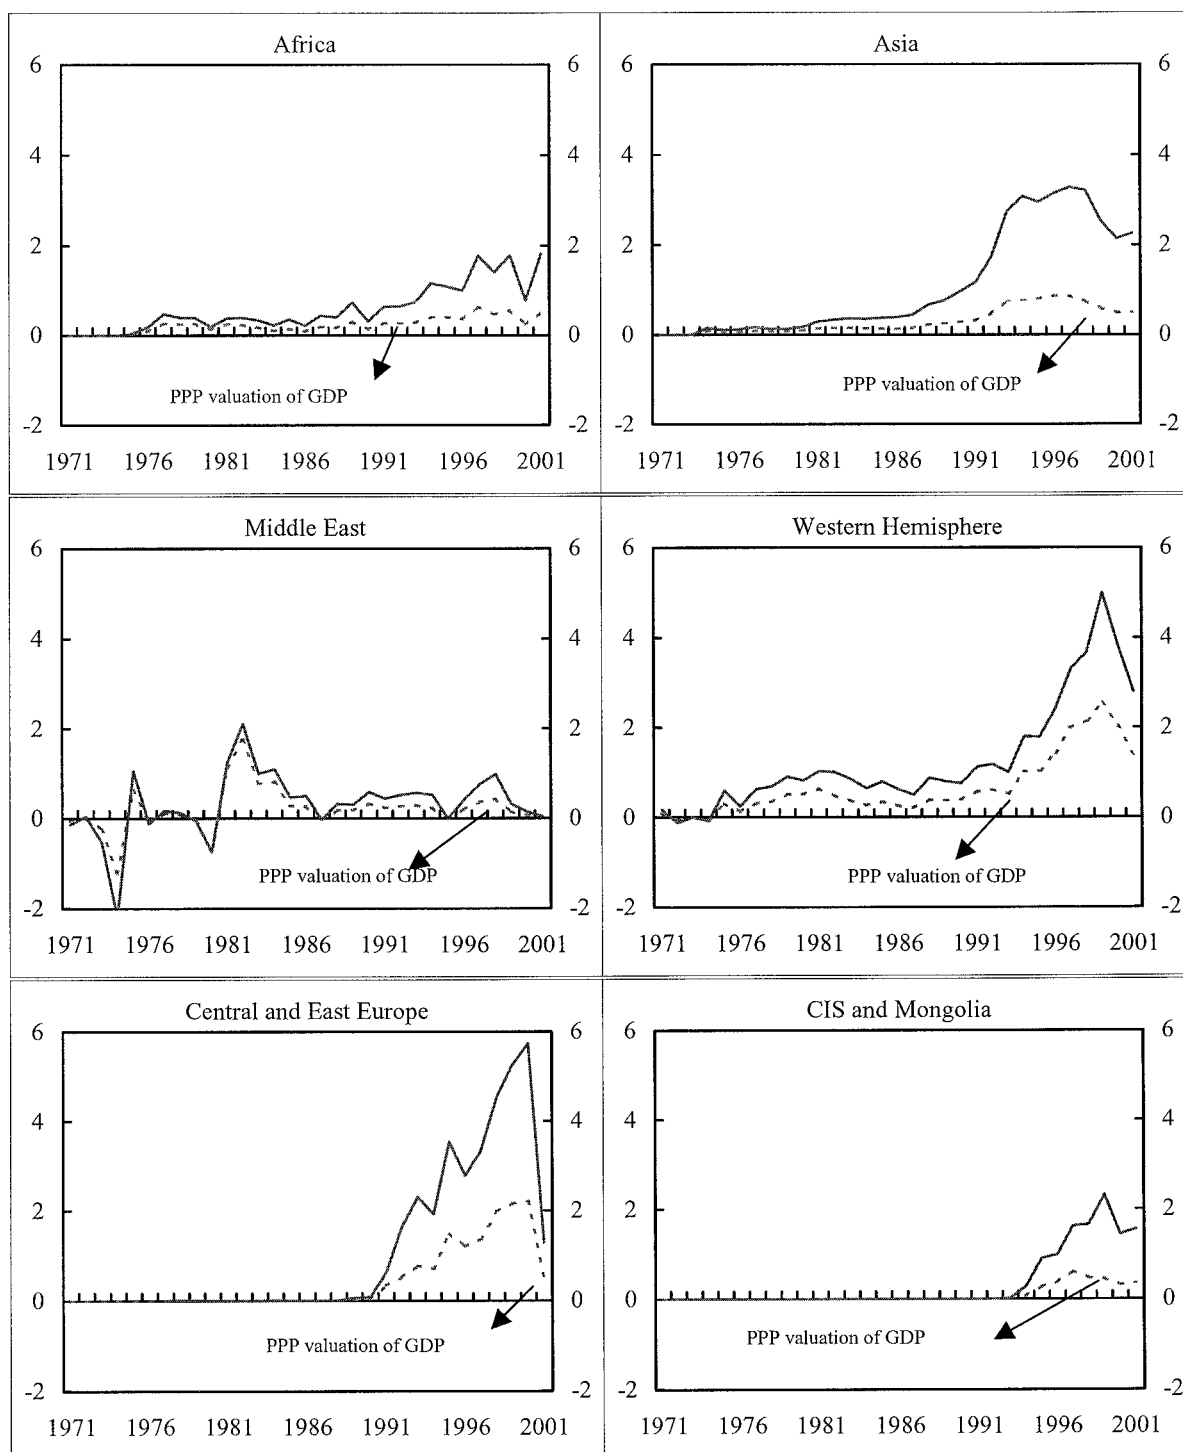 Africa
6 6
4 4
2 2
0 0
PPP valuation of GDP
-2 -2
1971 1976 1981 1986 1991 1996 2001
Asia
6 6
4 4
2 2
0 0
PPP valuation of GDP
-2 -2
1971 1976 1981 1986 1991 1996 2001
Middle East
6 6
4 4
2 2
0 0
PPP valuation of GDP
-2 -2
1971 1976 1981 1986 1991 1996 2001
Western Hemisphere
6 6
4 4
2 2
0 0
PPP valuation of GDP
-2 -2
1971 1976 1981 1986 1991 1996 2001
Central and East Europe
6 6
4 4
2 2
0 0
PPP valuation of GDP
-2 -2
1971 1976 1981 1986 1991 1996 2001
CIS and Mongolia
6 6
4 4
2 2
0 0
PPP valuation of GDP
-2 -2
1971 1976 1981 1986 1991 1996 2001